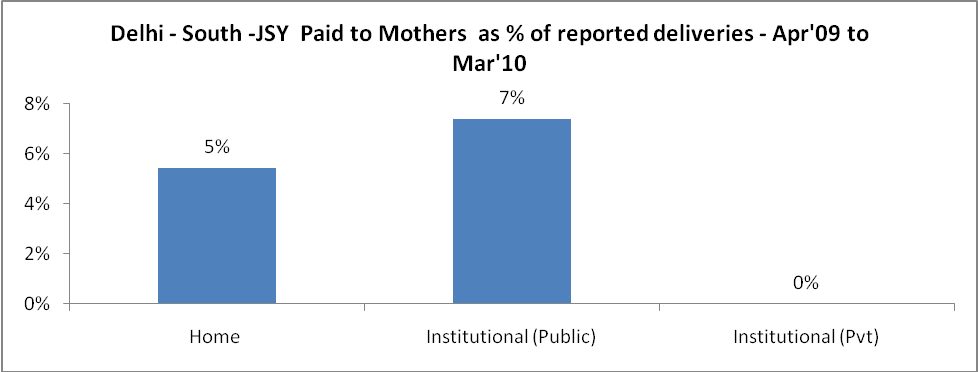 Delhi - South -JSY  Paid to Mothers  as % of reported deliveries - Apr'09 to
Mar'10
8%
6%
4%
2%
0%
5%
7%
0%
Home
Institutional (Public)
Institutional (Pvt)